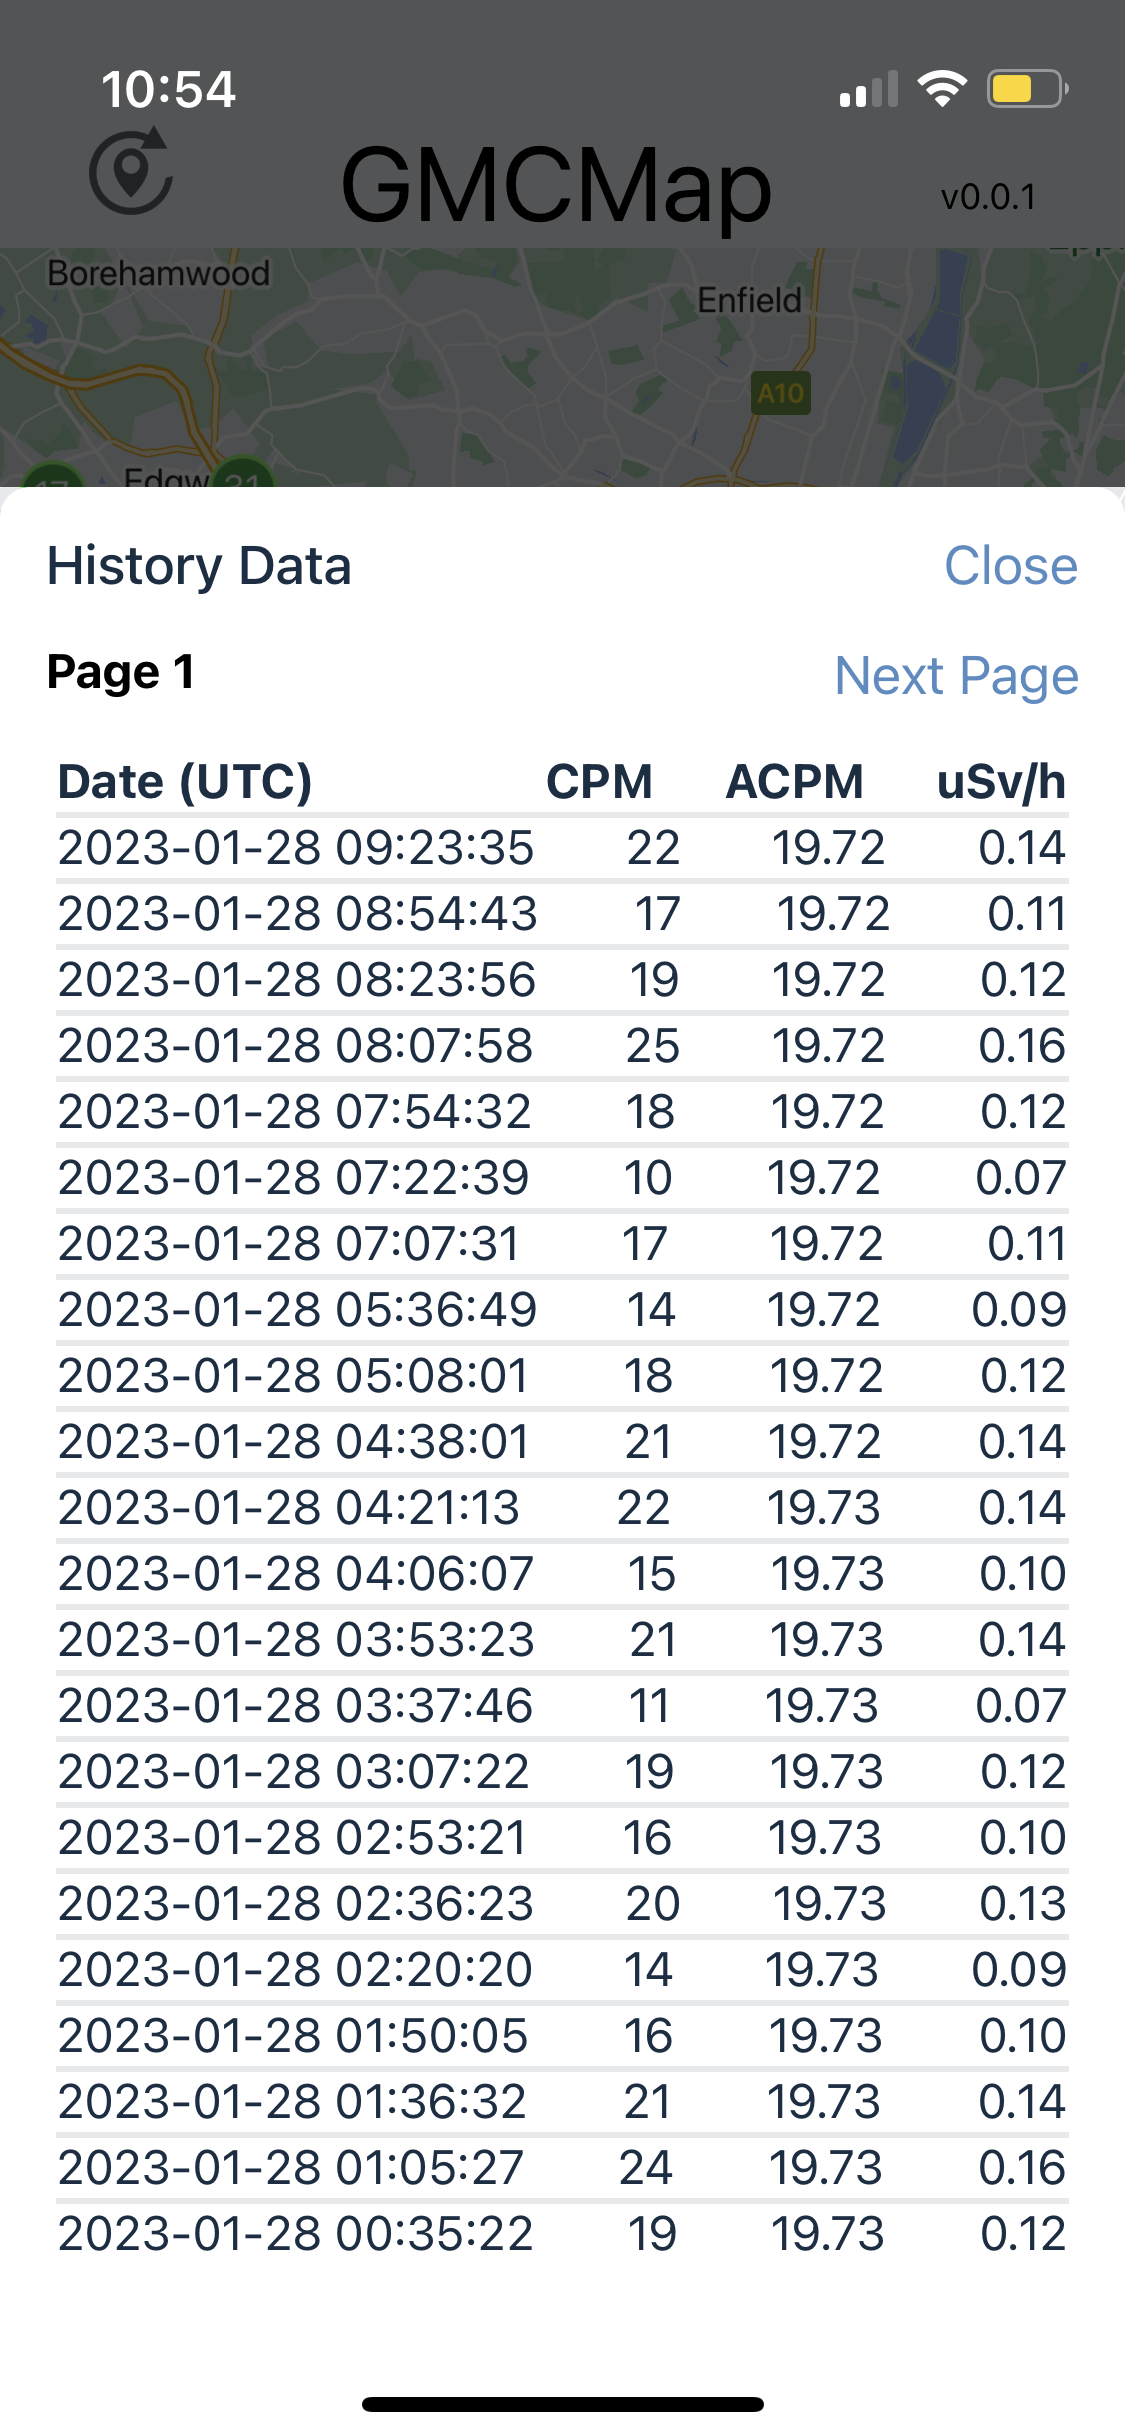 10:54
GMCMap
v0.0.1
Borehamwood
Enfield
A10
Edgw
History Data
Close
Page 1
Next Page
Date (UTC) CPM ACPM uSv/h
2023-01-28 09:23:35 22 19.72 0.14
2023-01-28 08:54:43 17 19.72 0.11
2023-01-28 08:23:56 19 19.72 0.12
2023-01-28 08:07:58 25 19.72 0.16
2023-01-28 07:54:32 18 19.72 0.12
2023-01-28 07:22:39 10 19.72 0.07
2023-01-28 07:07:31 17 19.72 0.11
2023-01-28 05:36:49 14 19.72 0.09
2023-01-28 05:08:01 18 19.72 0.12
2023-01-28 04:38:01 21 19.72 0.14
2023-01-28 04:21:13 22 19.73 0.14
2023-01-28 04:06:07 15 19.73 0.10
2023-01-28 03:53:23 21 19.73 0.14
2023-01-28 03:37:46 11 19.73 0.07
2023-01-28 03:07:22 19 19.73 0.12
2023-01-28 02:53:21 16 19.73 0.10
2023-01-28 02:36:23 20 19.73 0.13
2023-01-28 02:20:20 14 19.73 0.09
2023-01-28 01:50:05 16 19.73 0.10
2023-01-28 01:36:32 21 19.73 0.14
2023-01-28 01:05:27 24 19.73 0.16
2023-01-28 00:35:22 19 19.73 0.12